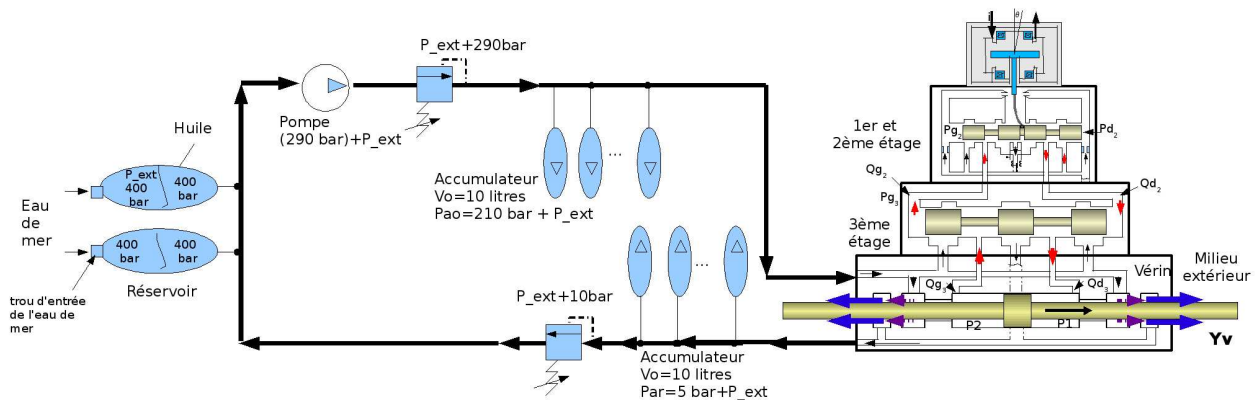 P_ext+290bar
Huile
Pompe
(290 bar)+P_ext
P_ext
400
bar
400
bar
Eau
de
mer
400
bar
400
bar
Réservoir
trou d'entrée
de l'eau de
mer
...
Accumulateur
Vo=10 litres
Pao=210 bar + P_ext
...
P_ext+10bar
Accumulateur
Vo=10 litres
Par=5 bar+P_ext
i
θ
1er et
2ème étage
Pg2
Pd2
Qg2
Qd2
Pg3
3ème
étage
Vérin
Milieu
extérieur
Qg3
Qd3
P2
P1
Yv